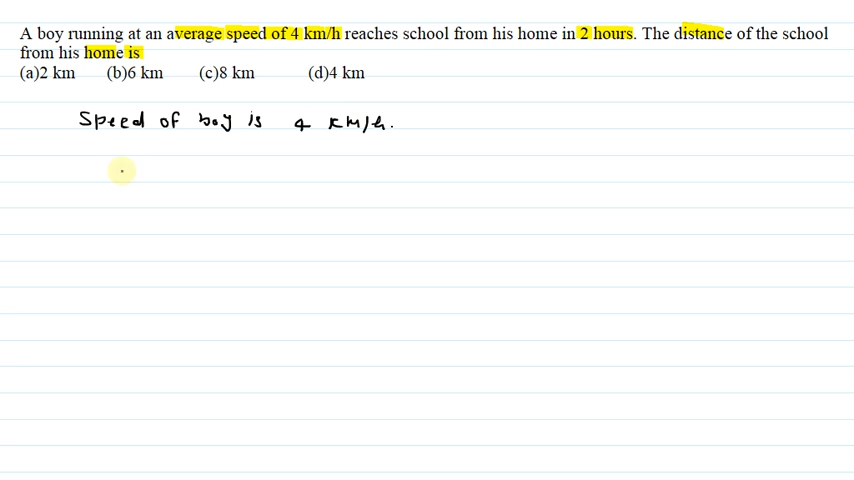 A boy running at an average speed of 4 km/h reaches school from his home in 2 hours. The distance of the school
from his home is
(a)2 km (b)6 km (c)8 km (d)4 km
Speed of boy is 4 KM/h.